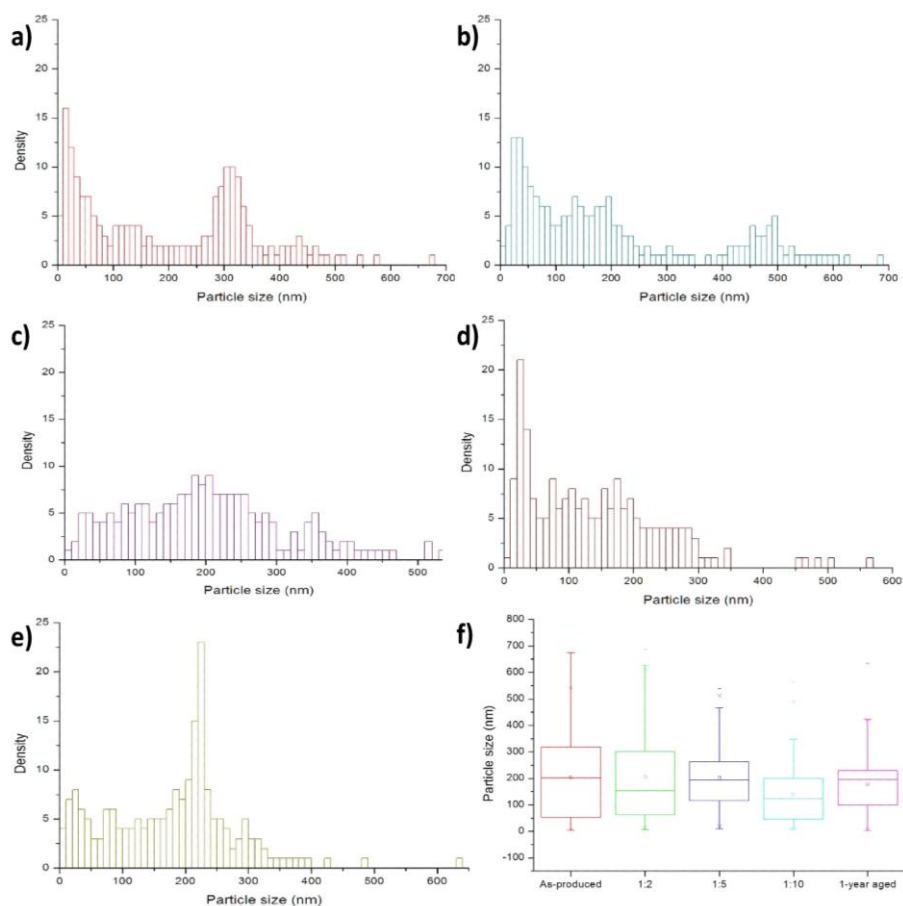 a)
25
20
15
10
5
0
Density
0 100 200 300 400 500 600 700
Particle size (nm)
b)
25
20
15
10
5
0
Density
0 100 200 300 400 500 600 700
Particle size (nm)
c)
25
20
15
10
5
0
Density
0 100 200 300 400 500
Particle size (nm)
d)
25
20
15
10
5
0
Density
0 100 200 300 400 500 600
Particle size (nm)
e)
25
20
15
10
5
0
Density
0 100 200 300 400 500 600
Particle size (nm)
f)
800
700
600
500
400
300
200
100
0
-100
Particle size (nm)
As-produced 1:2 1:5 1:10 1-year aged